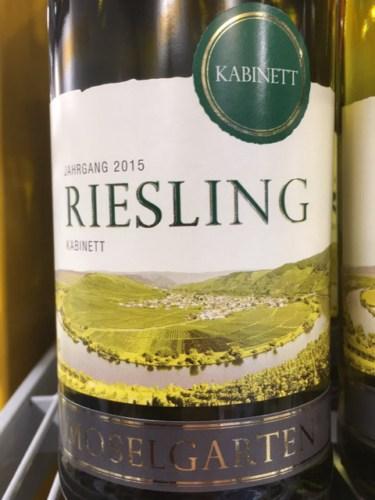 KABINETT
JAHRGANG 2015
RIESLING
KABINETT
MOSELGARTEN